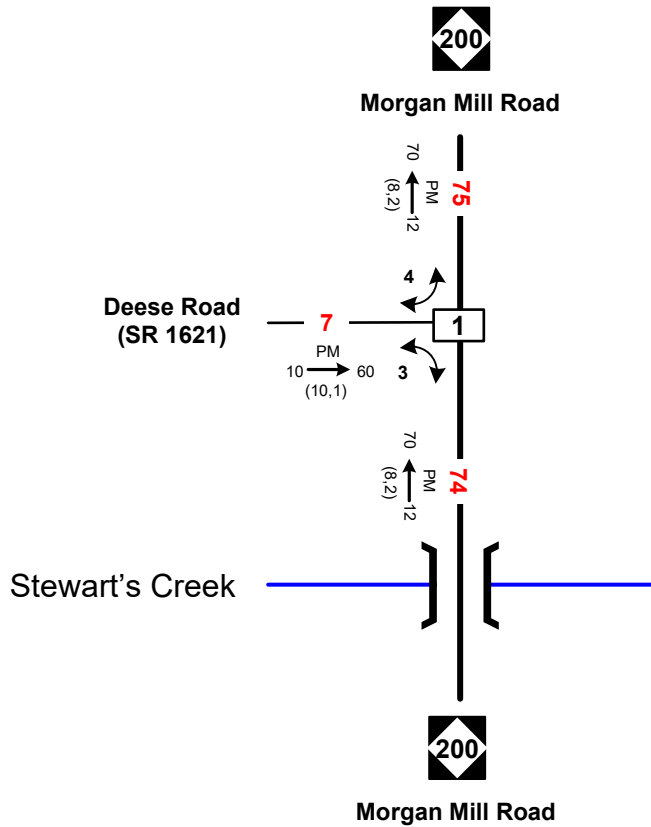 200
Morgan Mill Road
70
PM
75
(8,2)
12
4
Deese Road
(SR 1621)
7
1
PM
10
60
(10,1)
3
70
PM
74
(8,2)
12
Stewart's Creek
200
Morgan Mill Road